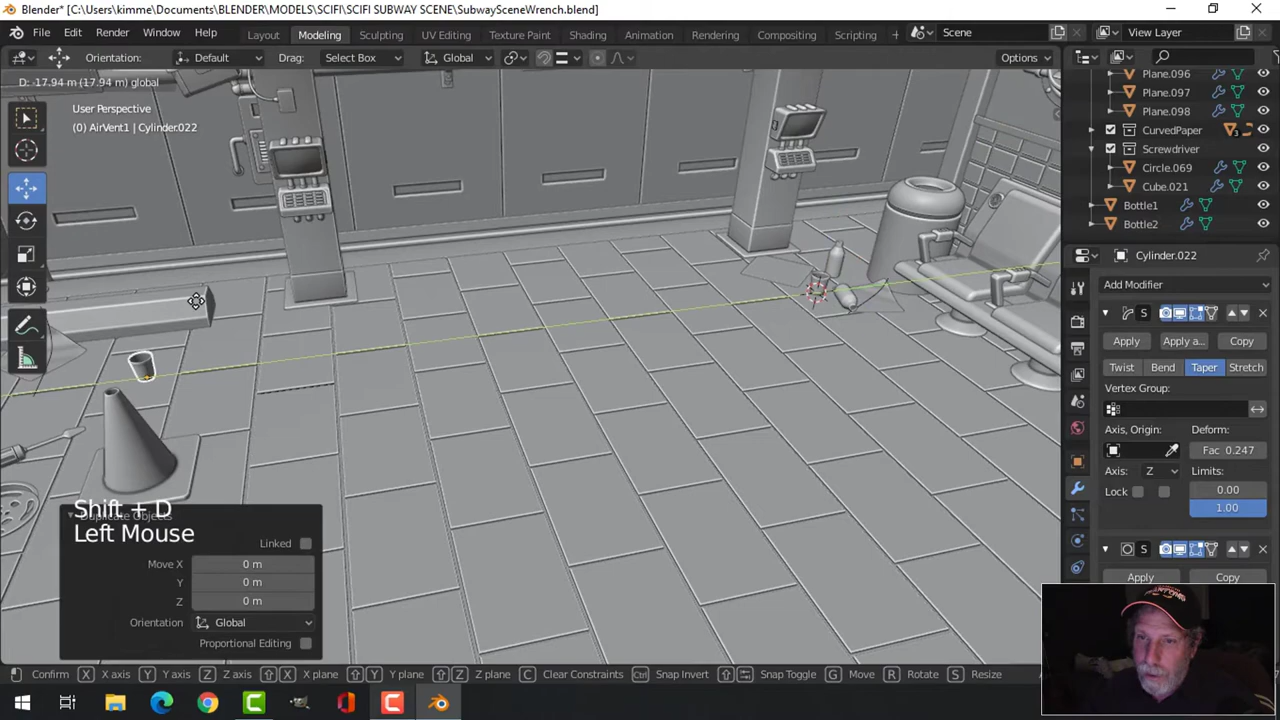 Blender* [C:\Users\kimme\Documents\BLENDER\MODELS\SCIFI\SCIFI SUBWAY SCENE\SubwaySceneWrench.blend]
File Edit Render Window Help Layout Modeling Sculpting UV Editing Texture Paint Shading Animation Rendering Compositing Scripting Scene View Layer
Orientation: Default Drag: Select Box Global Options
D: -17.94 m (17.94 m) global
User Perspective
(0) AirVent1 | Cylinder.022
Plane.096
Plane.097
Plane.098
CurvedPaper 3
Screwdriver
Circle.069
Cube.021
Bottle1
Bottle2
Cylinder.022
Add Modifier
S
Apply Apply a... Copy
Twist Bend Taper Stretch
Vertex Group:
Axis, Origin: Deform:
Fac 0.247
Axis: Z Limits:
Lock 0.00
1.00
S
Apply Copy
Shift + D
Left Mouse
Duplicate Objects
Linked
Move X 0 m
Y 0 m
Z 0 m
Orientation Global
Proportional Editing
Confirm X X axis Y Y axis Z Z axis X X plane Y Y plane Z Z plane C Clear Constraints Ctrl Snap Invert Snap Toggle G Move R Rotate S Resize